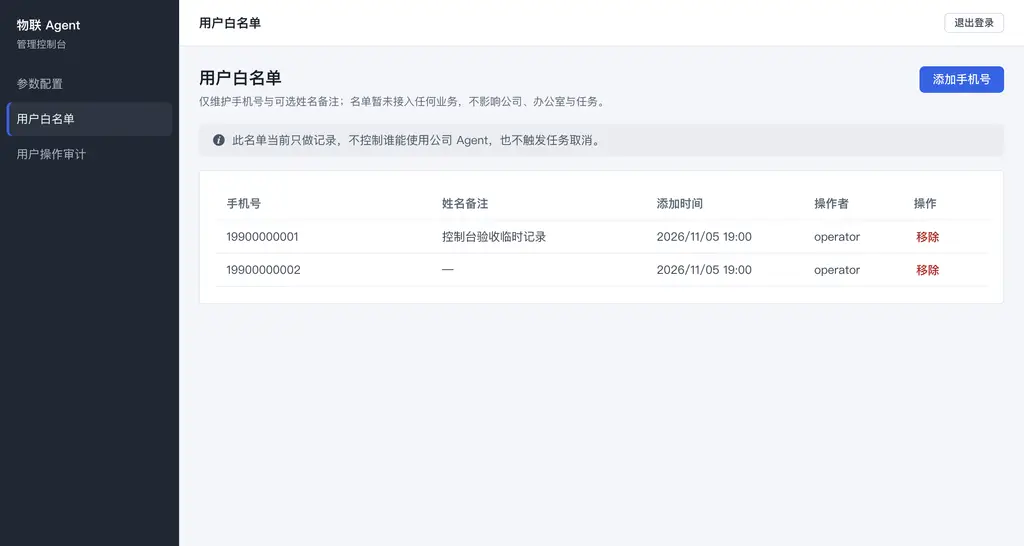 物联 Agent
管理控制台
参数配置
用户白名单
用户操作审计
用户白名单
退出登录
用户白名单
添加手机号
仅维护手机号与可选姓名备注；名单暂未接入任何业务，不影响公司、办公室与任务。
此名单当前只做记录，不控制谁能使用公司 Agent，也不触发任务取消。
手机号 姓名备注 添加时间 操作者 操作
19900000001 控制台验收临时记录 2026/11/05 19:00 operator 移除
19900000002 — 2026/11/05 19:00 operator 移除